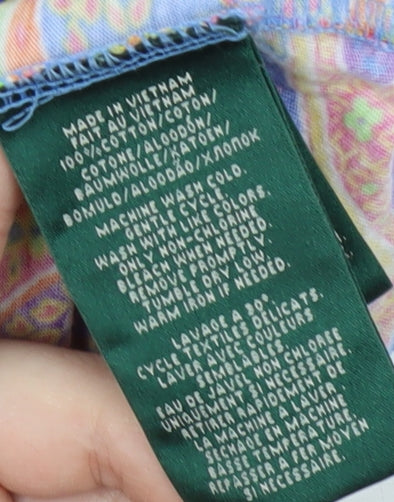 MADE IN VIETNAM
FAIT AU VIETNAM
100%COTTON/COTON/
COTONE/ALGODÓN/
BAUMWOLLE/KATOEN/
BOMULD/ALGODÃO/ХЛОПОК
MACHINE WASH COLD.
GENTLE CYCLE.
WASH WITH LIKE COLORS.
ONLY NON-CHLORINE
BLEACH WHEN NEEDED.
REMOVE PROMPTLY.
TUMBLE DRY LOW.
WARM IRON IF NEEDED.
LAVAGE A 30°.
CYCLE TEXTILES DELICATS.
LAVER AVEC COULEURS
SEMBLABLES
EAU DE JAVEL NON CHLOREE
UNIQUEMENT SI NECESSAIRE.
RETIRER RAPIDEMENT DE
LA MACHINE A LAVER.
SECHAGE EN MACHINE
BASSE TEMPERATURE.
REPASSER A FER MOYEN
SI NECESSAIRE.